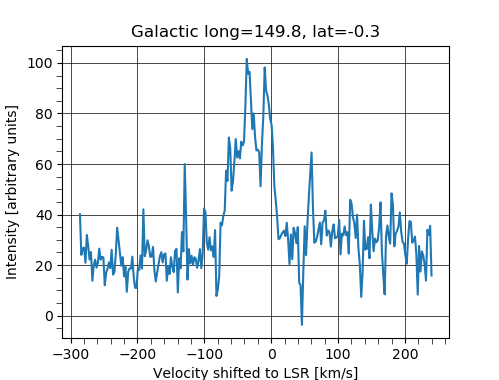 Galactic long=149.8, lat=-0.3
Intensity [arbitrary units]
100
80
60
40
20
0
−300 −200 −100 0 100 200
Velocity shifted to LSR [km/s]